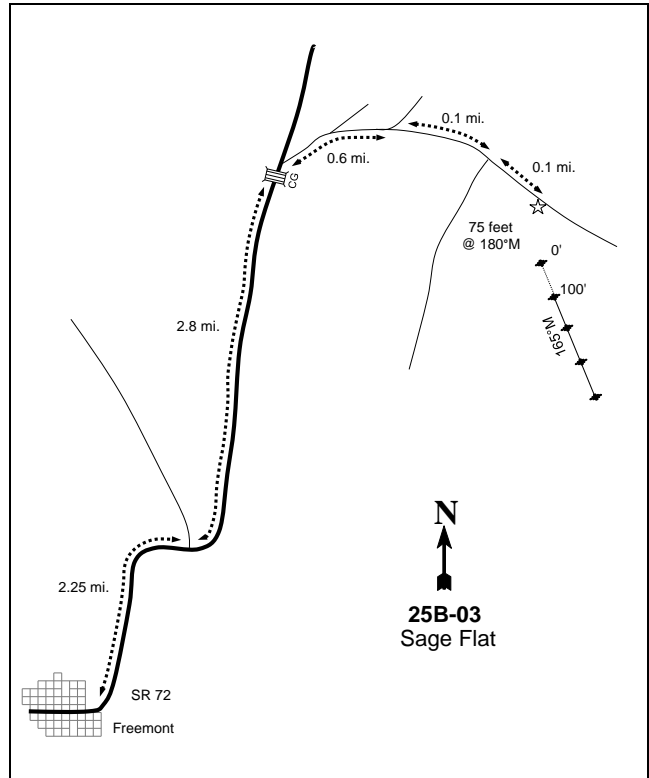 0.1 mi.
0.6 mi.
0.1 mi.
CG
75 feet
@ 180°M
0'
100'
165°M
2.8 mi.
N
25B-03
Sage Flat
2.25 mi.
SR 72
Freemont